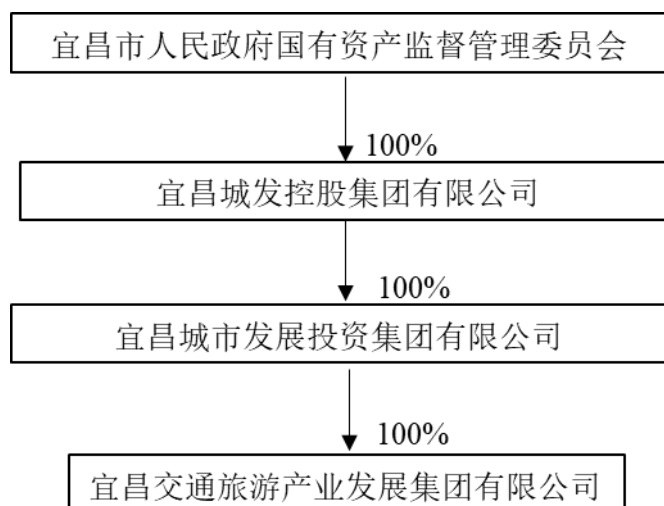 宜昌市人民政府国有资产监督管理委员会
100%
宜昌城发控股集团有限公司
100%
宜昌城市发展投资集团有限公司
100%
宜昌交通旅游产业发展集团有限公司